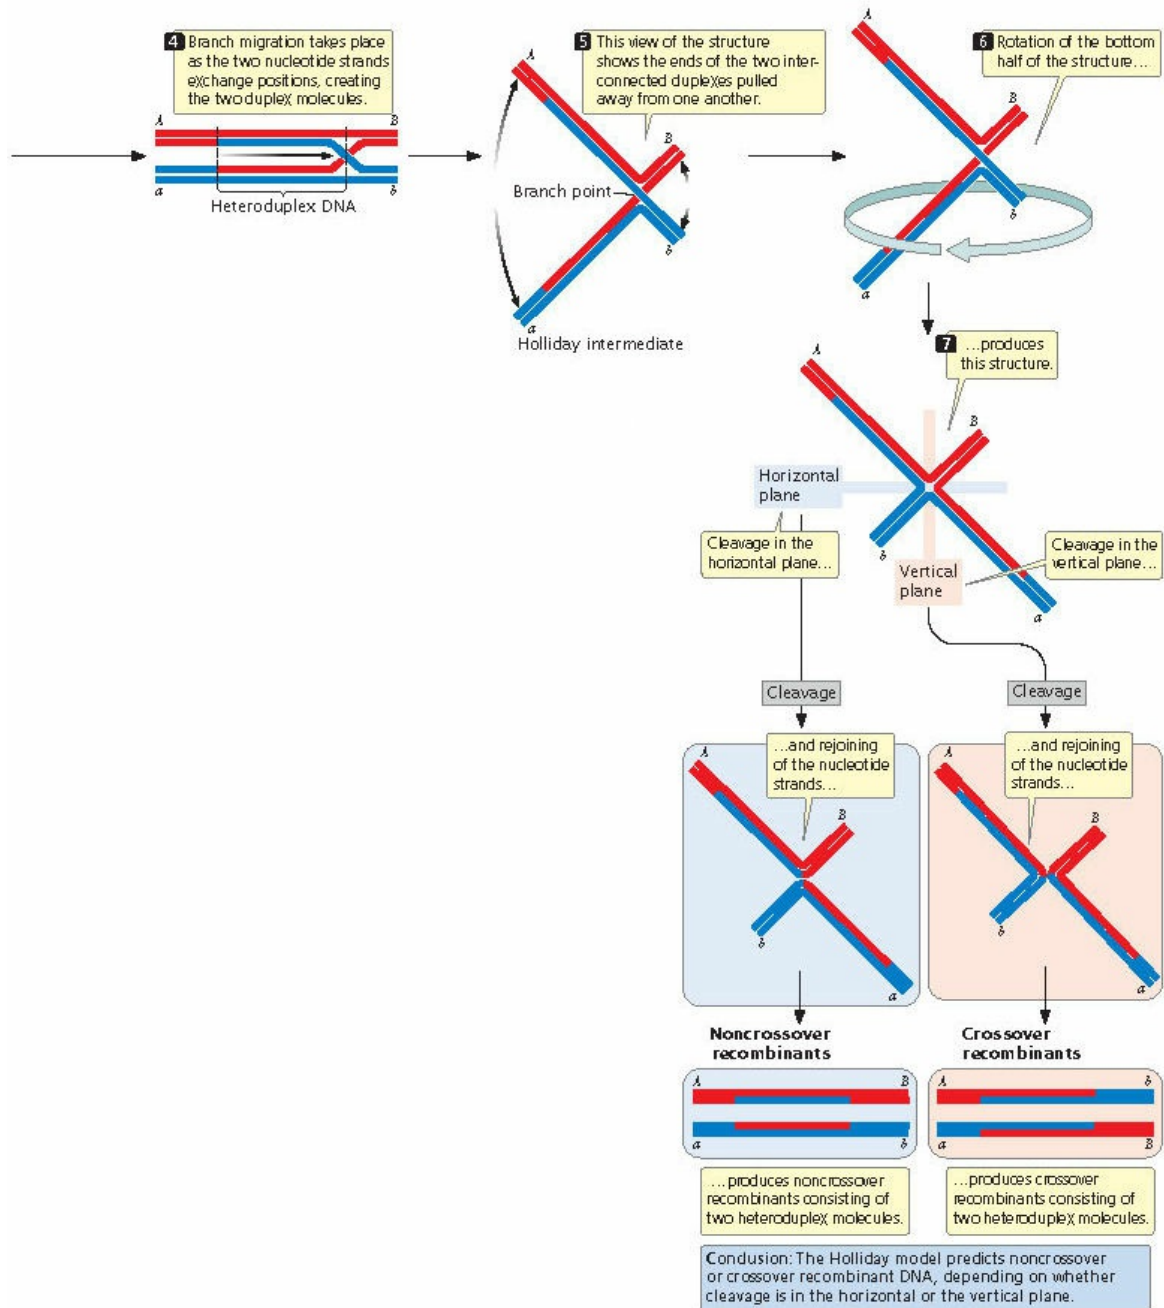 4 Branch migration takes place
as the two nucleotide strands
exchange positions, creating
the two duplex molecules.
A
B
a
b
Heteroduplex DNA
5 This view of the structure
shows the ends of the two inter-
connected duplexes pulled
away from one another.
A
B
Branch point
b
a
Holliday intermediate
6 Rotation of the bottom
half of the structure...
A
B
b
a
7 ...produces
this structure.
A
B
Horizontal
plane
b
a
Cleavage in the
horizontal plane...
Vertical
plane
Cleavage in the
vertical plane...
Cleavage
Cleavage
...and rejoining
of the nucleotide
strands...
A
B
b
a
...and rejoining
of the nucleotide
strands...
A
B
b
a
Noncrossover
recombinants
A
B
a
b
Crossover
recombinants
A
b
a
B
...produces noncrossover
recombinants consisting of
two heteroduplex molecules.
...produces crossover
recombinants consisting of
two heteroduplex molecules.
Conclusion: The Holliday model predicts noncrossover
or crossover recombinant DNA, depending on whether
cleavage is in the horizontal or the vertical plane.